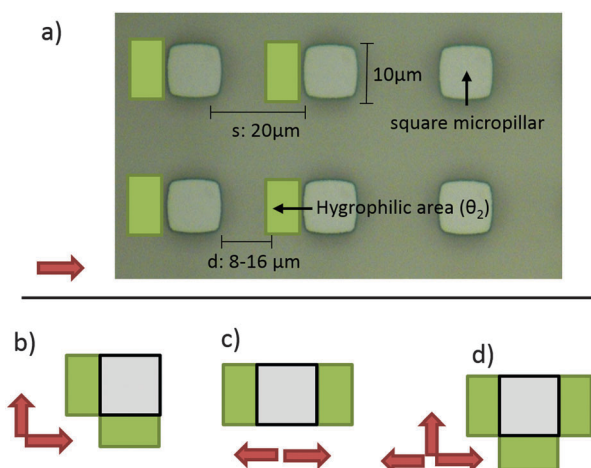 a)
10μm
s: 20μm
square micropillar
Hygrophilic area (θ₂)
d: 8-16 μm
b)
c)
d)